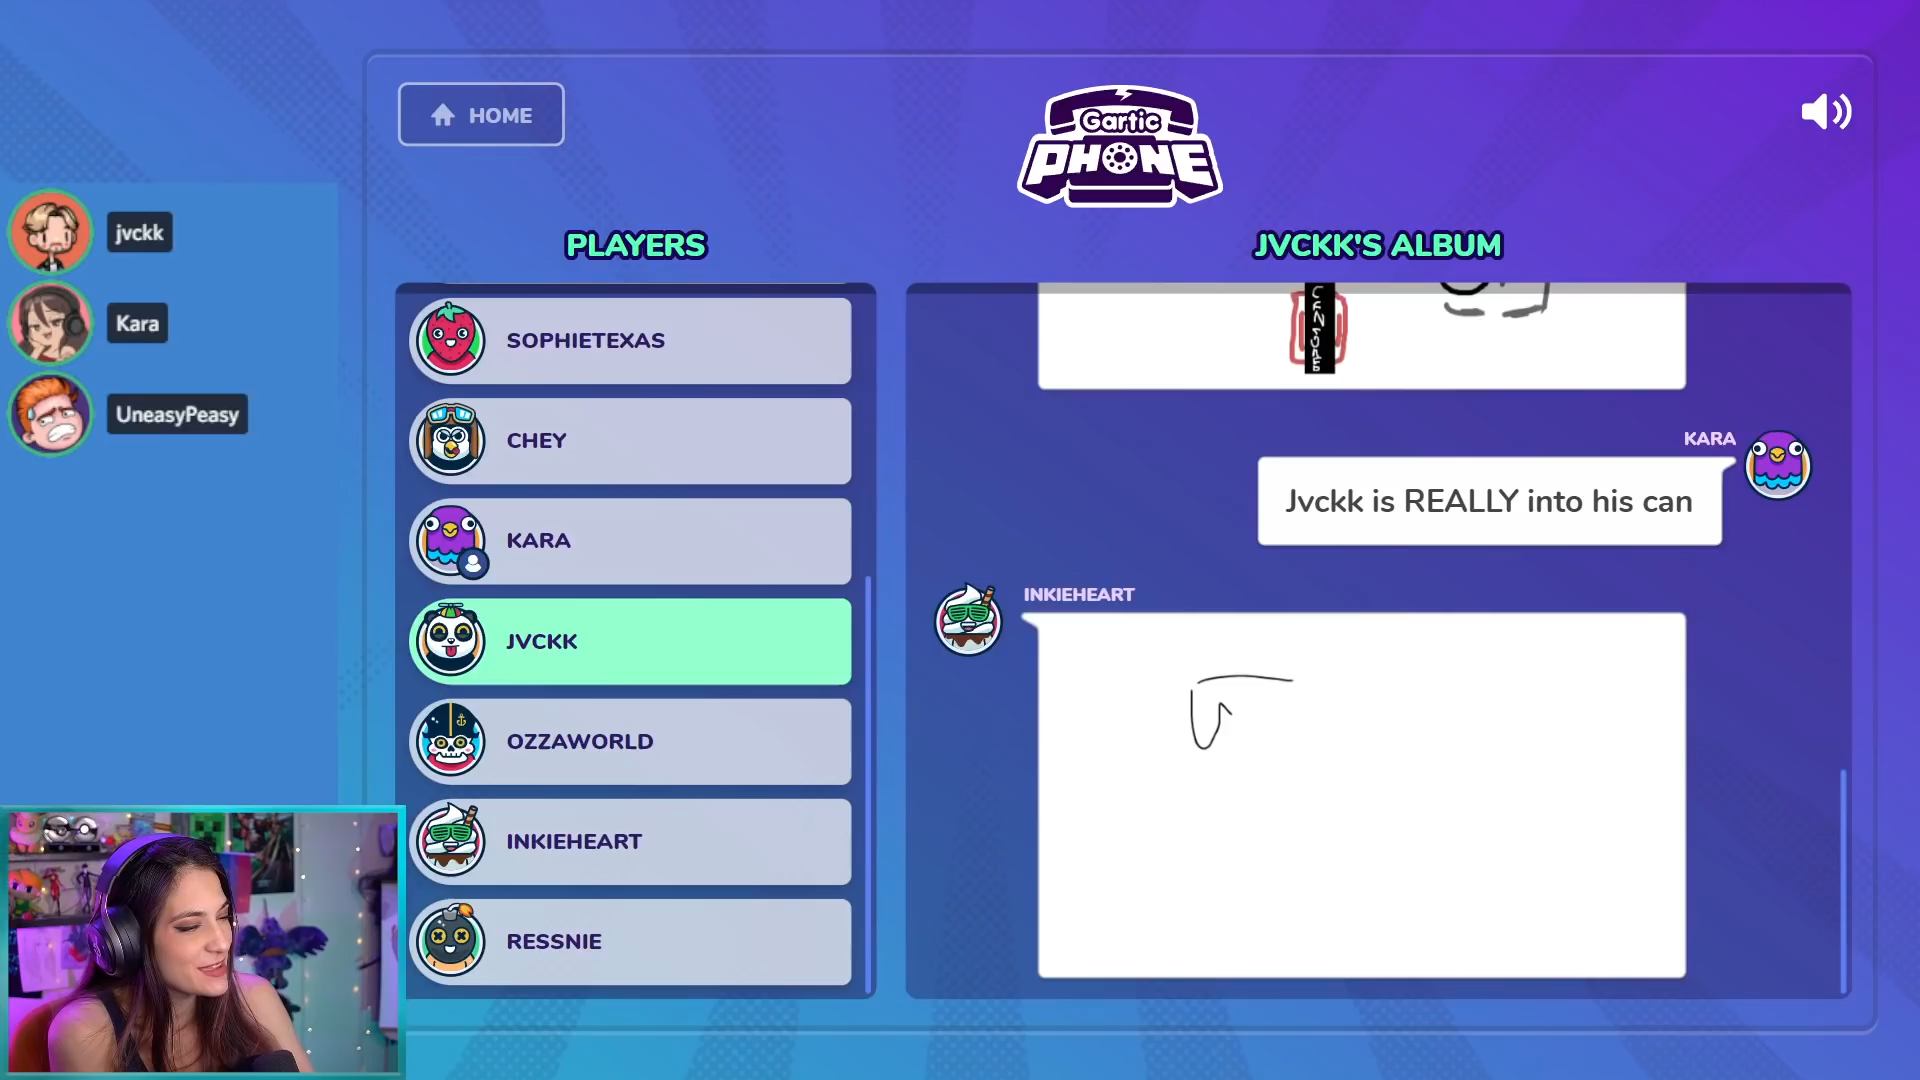 HOME
Gartic
PHONE
jvckk
Kara
UneasyPeasy
PLAYERS
SOPHIETEXAS
CHEY
KARA
JVCKK
OZZAWORLD
INKIEHEART
RESSNIE
JVCKK'S ALBUM
KARA
Jvckk is REALLY into his can
INKIEHEART